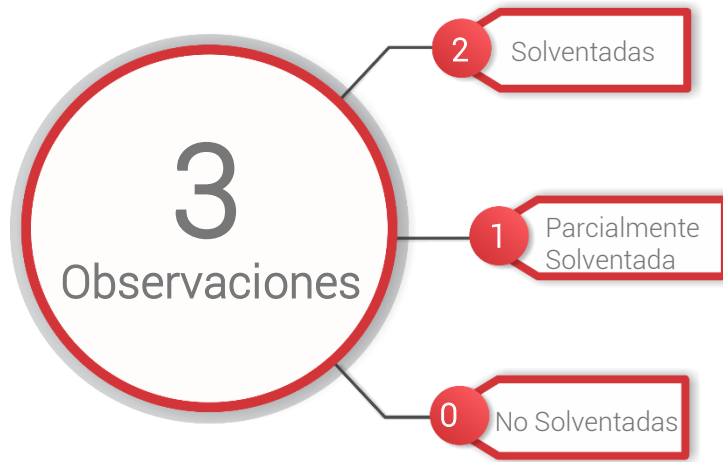 3
Observaciones
2
Solventadas
1
Parcialmente
Solventada
0
No Solventadas